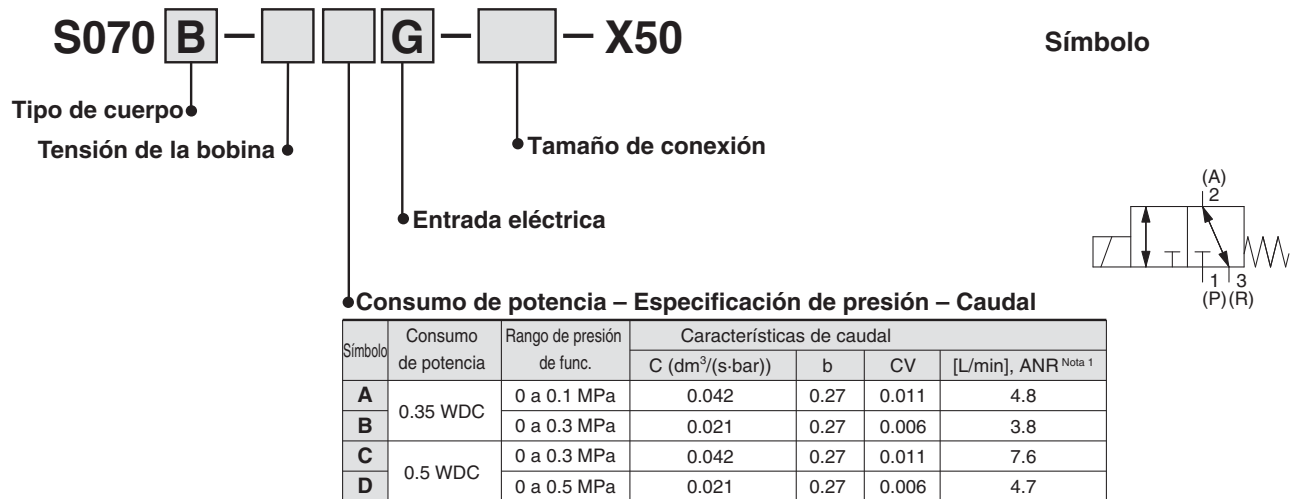 S070 B – G – – X50
Símbolo
Tipo de cuerpo
Tensión de la bobina
Tamaño de conexión
Entrada eléctrica
(A)
2
1 3
(P) (R)
Consumo de potencia – Especificación de presión – Caudal
Símbolo Consumo de potencia Rango de presión de func. Características de caudal
C (dm³/(s·bar)) b CV [L/min], ANR Nota 1
A 0.35 WDC 0 a 0.1 MPa 0.042 0.27 0.011 4.8
B 0 a 0.3 MPa 0.021 0.27 0.006 3.8
C 0.5 WDC 0 a 0.3 MPa 0.042 0.27 0.011 7.6
D 0 a 0.5 MPa 0.021 0.27 0.006 4.7